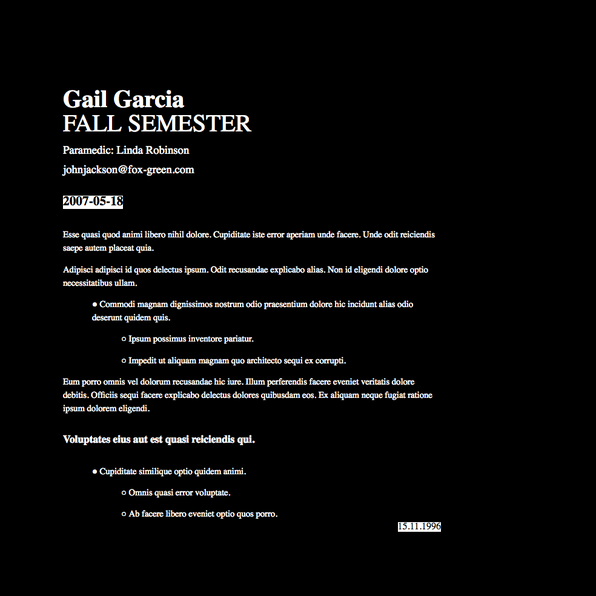 Gail Garcia
FALL SEMESTER
Paramedic: Linda Robinson
johnjackson@fox-green.com
2007-05-18
Esse quasi quod animi libero nihil dolore. Cupiditate iste error aperiam unde facere. Unde odit reiciendis
saepe autem placeat quia.
Adipisci adipisci id quos delectus ipsum. Odit recusandae explicabo alias. Non id eligendi dolore optio
necessitatibus ullam.
● Commodi magnam dignissimos nostrum odio praesentium dolore hic incidunt alias odio
deserunt quidem quis.
○ Ipsum possimus inventore pariatur.
○ Impedit ut aliquam magnam quo architecto sequi ex corrupti.
Eum porro omnis vel dolorum recusandae hic iure. Illum perferendis facere eveniet veritatis dolore
debitis. Officiis sequi facere explicabo delectus dolores quibusdam eos. Ex aliquam neque fugiat ratione
ipsum dolorem eligendi.
Voluptates eius aut est quasi reiciendis qui.
● Cupiditate similique optio quidem animi.
○ Omnis quasi error voluptate.
○ Ab facere libero eveniet optio quos porro.
15.11.1996